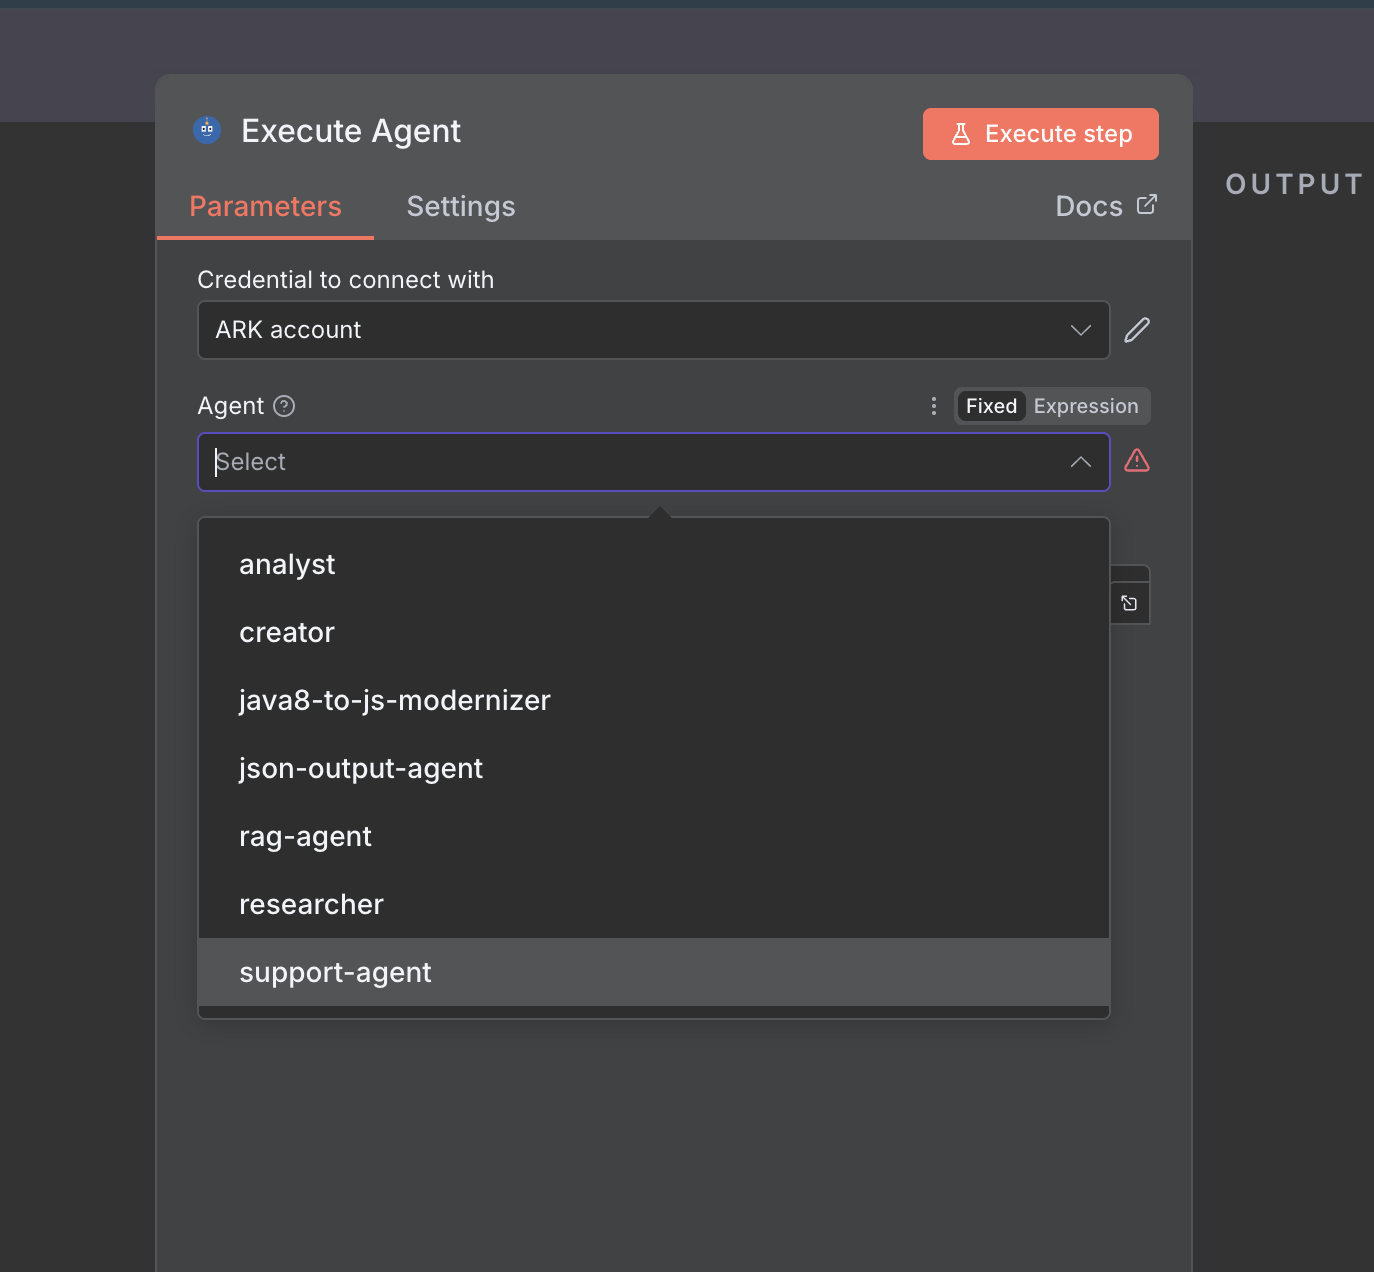 Execute Agent
Execute step
OUTPUT
Parameters Settings Docs
Credential to connect with
ARK account
Agent Fixed Expression
Select
analyst
creator
java8-to-js-modernizer
json-output-agent
rag-agent
researcher
support-agent